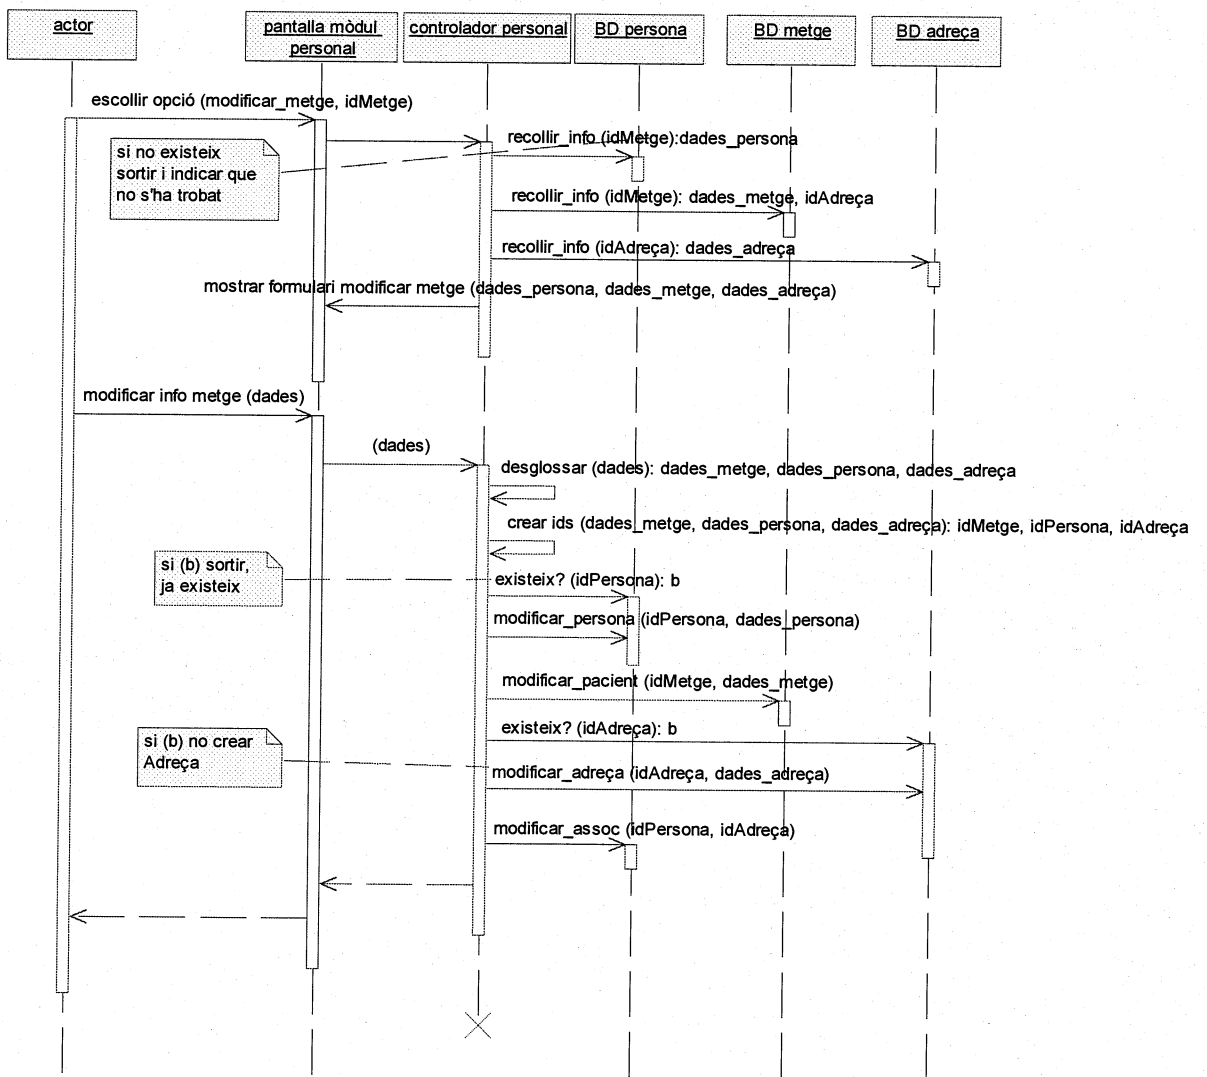 actor
pantalla mòdul
personal
controlador personal
BD persona
BD metge
BD adreça
escollir opció (modificar_metge, idMetge)
si no existeix
sortir i indicar que
no s'ha trobat
recollir_info (idMetge):dades_persona
recollir_info (idMetge): dades_metge, idAdreça
recollir_info (idAdreça): dades_adreça
mostrar formulari modificar metge (dades_persona, dades_metge, dades_adreça)
modificar info metge (dades)
(dades)
desglossar (dades): dades_metge, dades_persona, dades_adreça
crear ids (dades_metge, dades_persona, dades_adreça): idMetge, idPersona, idAdreça
si (b) sortir,
ja existeix
existeix? (idPersona): b
modificar_persona (idPersona, dades_persona)
modificar_pacient (idMetge, dades_metge)
existeix? (idAdreça): b
si (b) no crear
Adreça
modificar_adreça (idAdreça, dades_adreça)
modificar_assoc (idPersona, idAdreça)